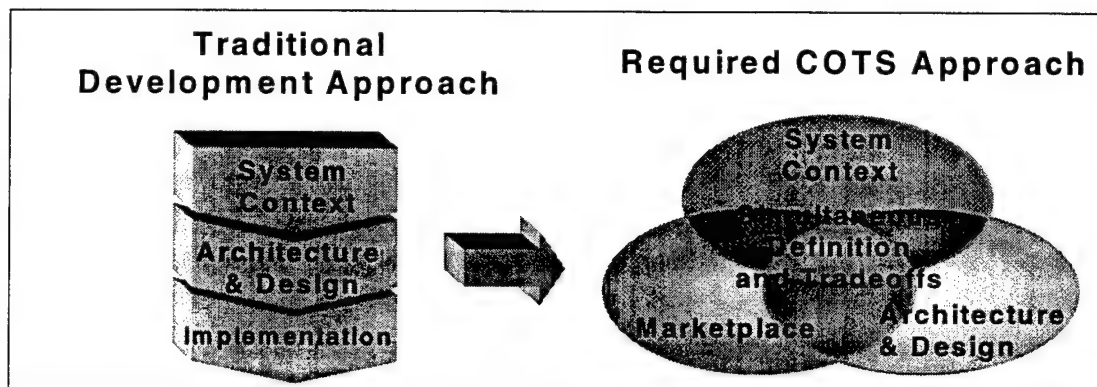 Traditional
Development Approach
System
Context
Architecture
& Design
Implementation
Required COTS Approach
System
Context
Simultaneous
Definition
and Tradeoffs
Marketplace
Architecture
& Design